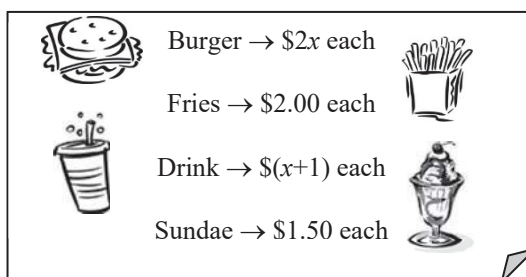 Burger → $2x each
Fries → $2.00 each
Drink → $(x+1) each
Sundae → $1.50 each